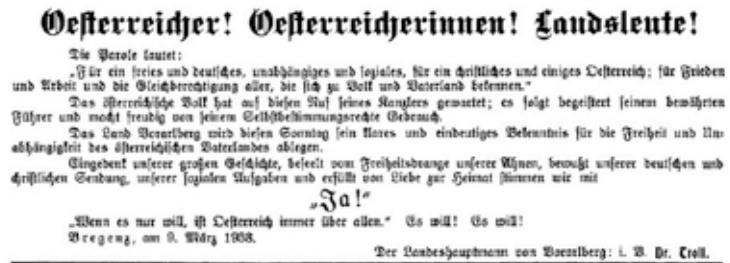 Oesterreicher! Oesterreicherinnen! Landsleute!
Die Parole lautet:
„Für ein freies und deutsches, unabhängiges und soziales, für ein christliches und einiges Oesterreich; für Frieden
und Arbeit und die Gleichberechtigung aller, die sich zu Volk und Vaterland bekennen.“
Das österreichische Volk hat auf diesen Ruf seines Kanzlers gewartet; es folgt begeistert seinem bewährten
Führer und macht freudig von seinem Selbstbestimmungsrechte Gebrauch.
Das Land Vorarlberg wird diesen Sonntag sein klares und eindeutiges Bekenntnis für die Freiheit und Un-
abhängigkeit des österreichischen Vaterlandes ablegen.
Eingedenk unserer großen Geschichte, beseelt vom Freiheitsdrange unserer Ahnen, bewußt unserer deutschen und
christlichen Sendung, unserer sozialen Aufgaben und erfüllt von Liebe zur Heimat stimmen wir mit
„Ja!“
„Wenn es nur will, ist Oesterreich immer über allen.“ Es will! Es will!
Bregenz, am 9. März 1938.
Der Landeshauptmann von Vorarlberg: i. V. Dr. Troll.